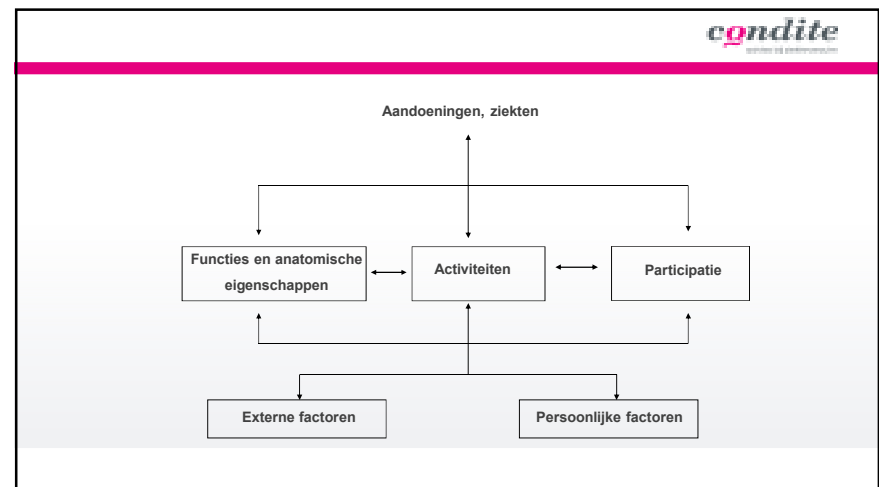 condite
Aandoeningen, ziekten
Functies en anatomische
eigenschappen
Activiteiten
Participatie
Externe factoren
Persoonlijke factoren